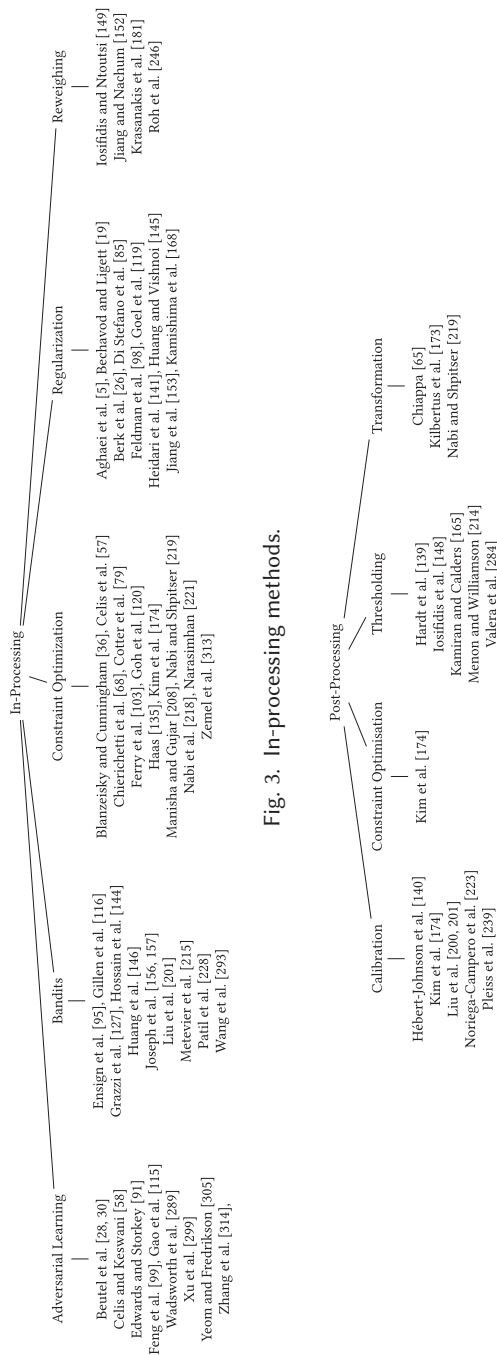 In-Processing
Adversarial Learning
Beutel et al. [28, 30]
Celis and Keswani [58]
Edwards and Storkey [91]
Feng et al. [99], Gao et al. [115]
Wadsworth et al. [289]
Xu et al. [299]
Yeom and Fredrikson [305]
Zhang et al. [314],
Bandits
Ensign et al. [95], Gillen et al. [116]
Grazzi et al. [127], Hossain et al. [144]
Huang et al. [146]
Joseph et al. [156, 157]
Liu et al. [201]
Metevier et al. [215]
Patil et al. [228]
Wang et al. [293]
Constraint Optimization
Blanzeisky and Cunningham [36], Celis et al. [57]
Chierichetti et al. [68], Cotter et al. [79]
Ferry et al. [103], Goh et al. [120]
Haas [135], Kim et al. [174]
Manisha and Gujar [208], Nabi and Shpitser [219]
Nabi et al. [218], Narasimhan [221]
Zemel et al. [313]
Regularization
Aghaei et al. [5], Bechavod and Ligett [19]
Berk et al. [26], Di Stefano et al. [85]
Feldman et al. [98], Goel et al. [119]
Heidari et al. [141], Huang and Vishnoi [145]
Jiang et al. [153], Kamishima et al. [168]
Reweighing
Iosifidis and Ntoutsi [149]
Jiang and Nachum [152]
Krasanakis et al. [181]
Roh et al. [246]
Fig. 3. In-processing methods.
Post-Processing
Calibration
Hébert-Johnson et al. [140]
Kim et al. [174]
Liu et al. [200, 201]
Noriega-Campero et al. [223]
Pleiss et al. [239]
Constraint Optimisation
Kim et al. [174]
Thresholding
Hardt et al. [139]
Iosifidis et al. [148]
Kamiran and Calders [165]
Menon and Williamson [214]
Valera et al. [284]
Transformation
Chiappa [65]
Kilbertus et al. [173]
Nabi and Shpitser [219]